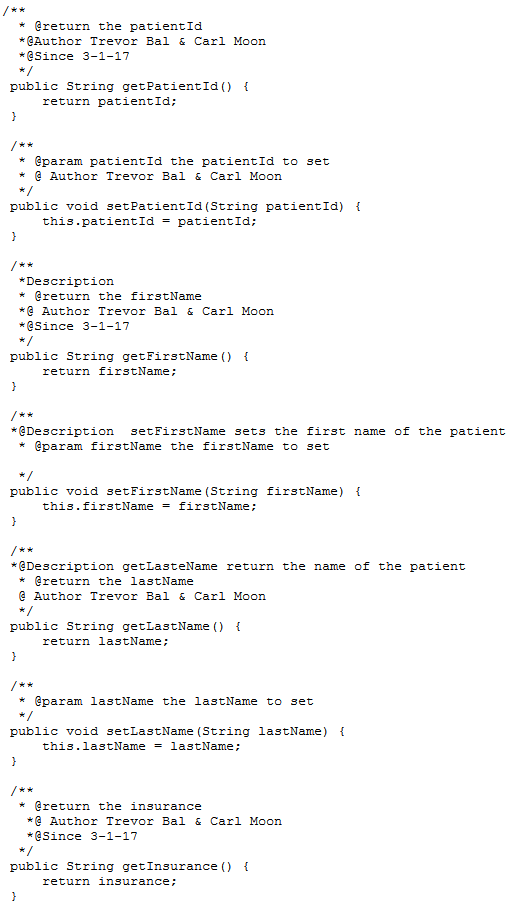 /**
 * @return the patientId
 *@Author Trevor Bal & Carl Moon
 *@Since 3-1-17
 */
public String getPatientId() {
    return patientId;
}

/**
 * @param patientId the patientId to set
 * @ Author Trevor Bal & Carl Moon
 */
public void setPatientId(String patientId) {
    this.patientId = patientId;
}

/**
 *Description
 * @return the firstName
 *@ Author Trevor Bal & Carl Moon
 *@Since 3-1-17
 */
public String getFirstName() {
    return firstName;
}

/**
*@Description  setFirstName sets the first name of the patient
 * @param firstName the firstName to set

 */
public void setFirstName(String firstName) {
    this.firstName = firstName;
}

/**
*@Description getLasteName return the name of the patient
 * @return the lastName
 @ Author Trevor Bal & Carl Moon
 */
public String getLastName() {
    return lastName;
}

/**
 * @param lastName the lastName to set
 */
public void setLastName(String lastName) {
    this.lastName = lastName;
}

/**
 * @return the insurance
  *@ Author Trevor Bal & Carl Moon
  *@Since 3-1-17
 */
public String getInsurance() {
    return insurance;
}